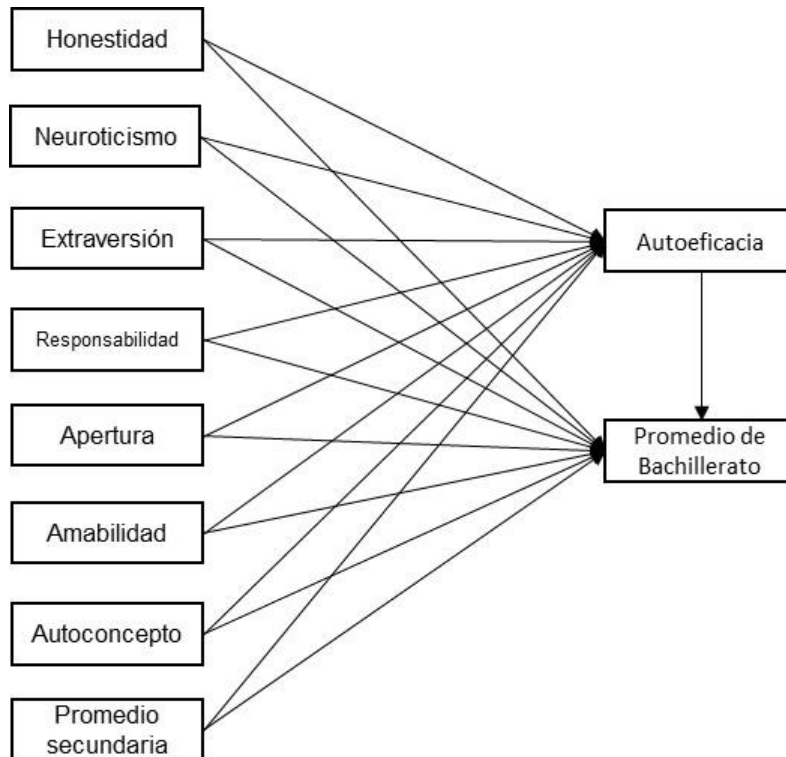 Honestidad
Neuroticismo
Extraversión
Responsabilidad
Apertura
Amabilidad
Autoconcepto
Promedio
secundaria
Autoeficacia
Promedio de
Bachillerato